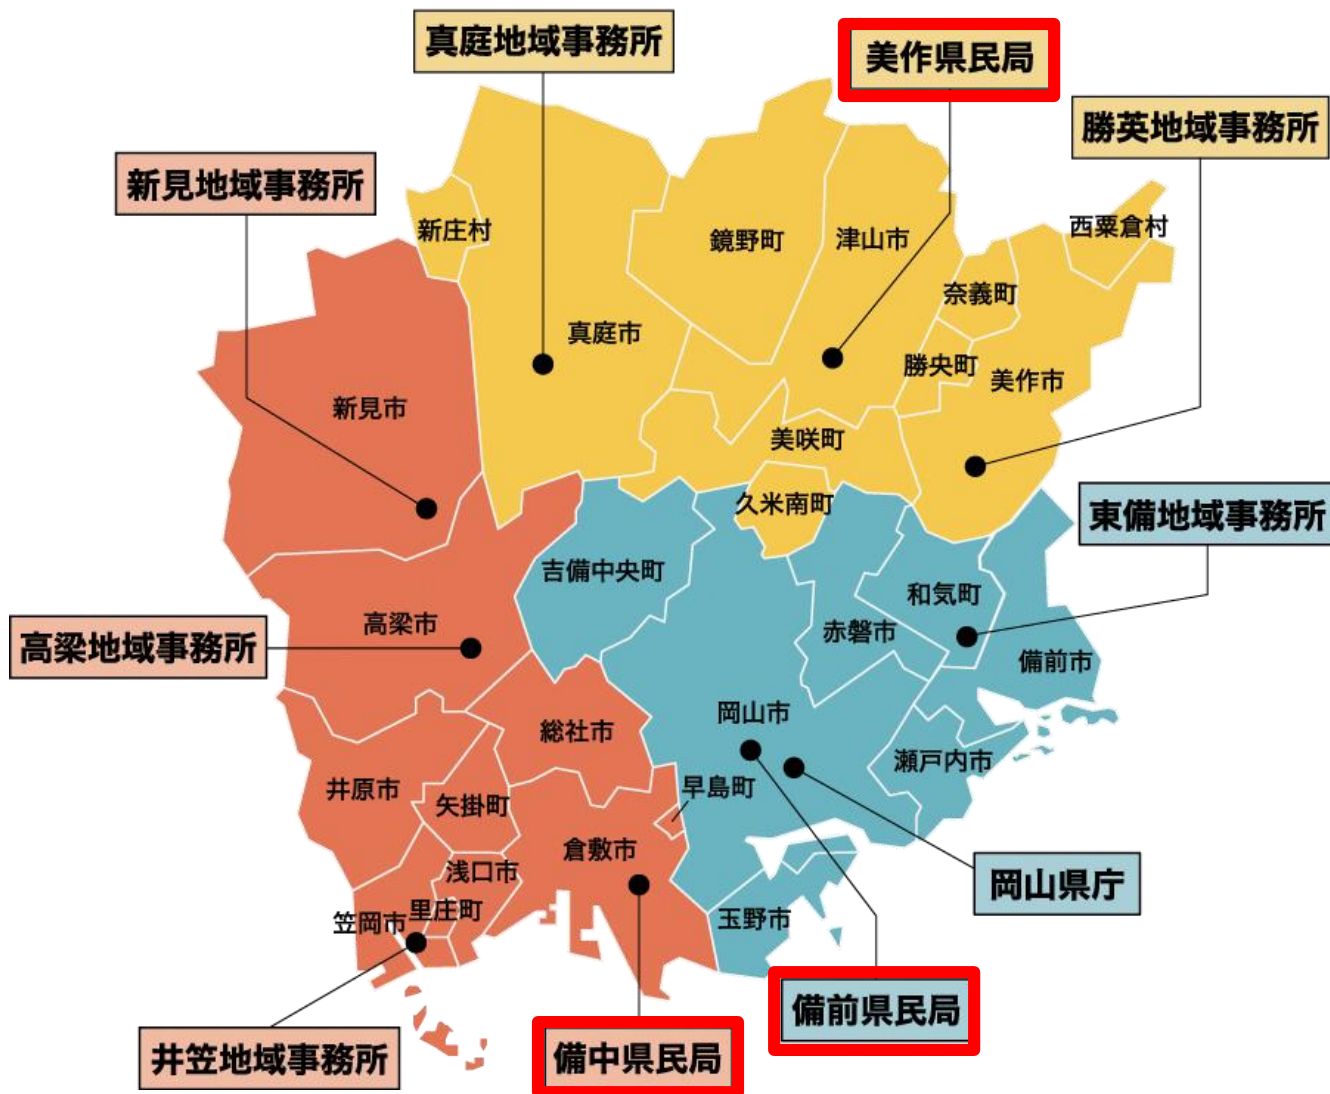 真庭地域事務所
美作県民局
勝英地域事務所
新見地域事務所
新庄村
鏡野町
津山市
西粟倉村
奈義町
真庭市
勝央町
美作市
新見市
美咲町
久米南町
東備地域事務所
吉備中央町
和気町
高梁市
赤磐市
高梁地域事務所
備前市
岡山市
総社市
瀬戸内市
早島町
井原市
矢掛町
倉敷市
浅口市
岡山県庁
里庄町
笠岡市
玉野市
備前県民局
井笠地域事務所
備中県民局